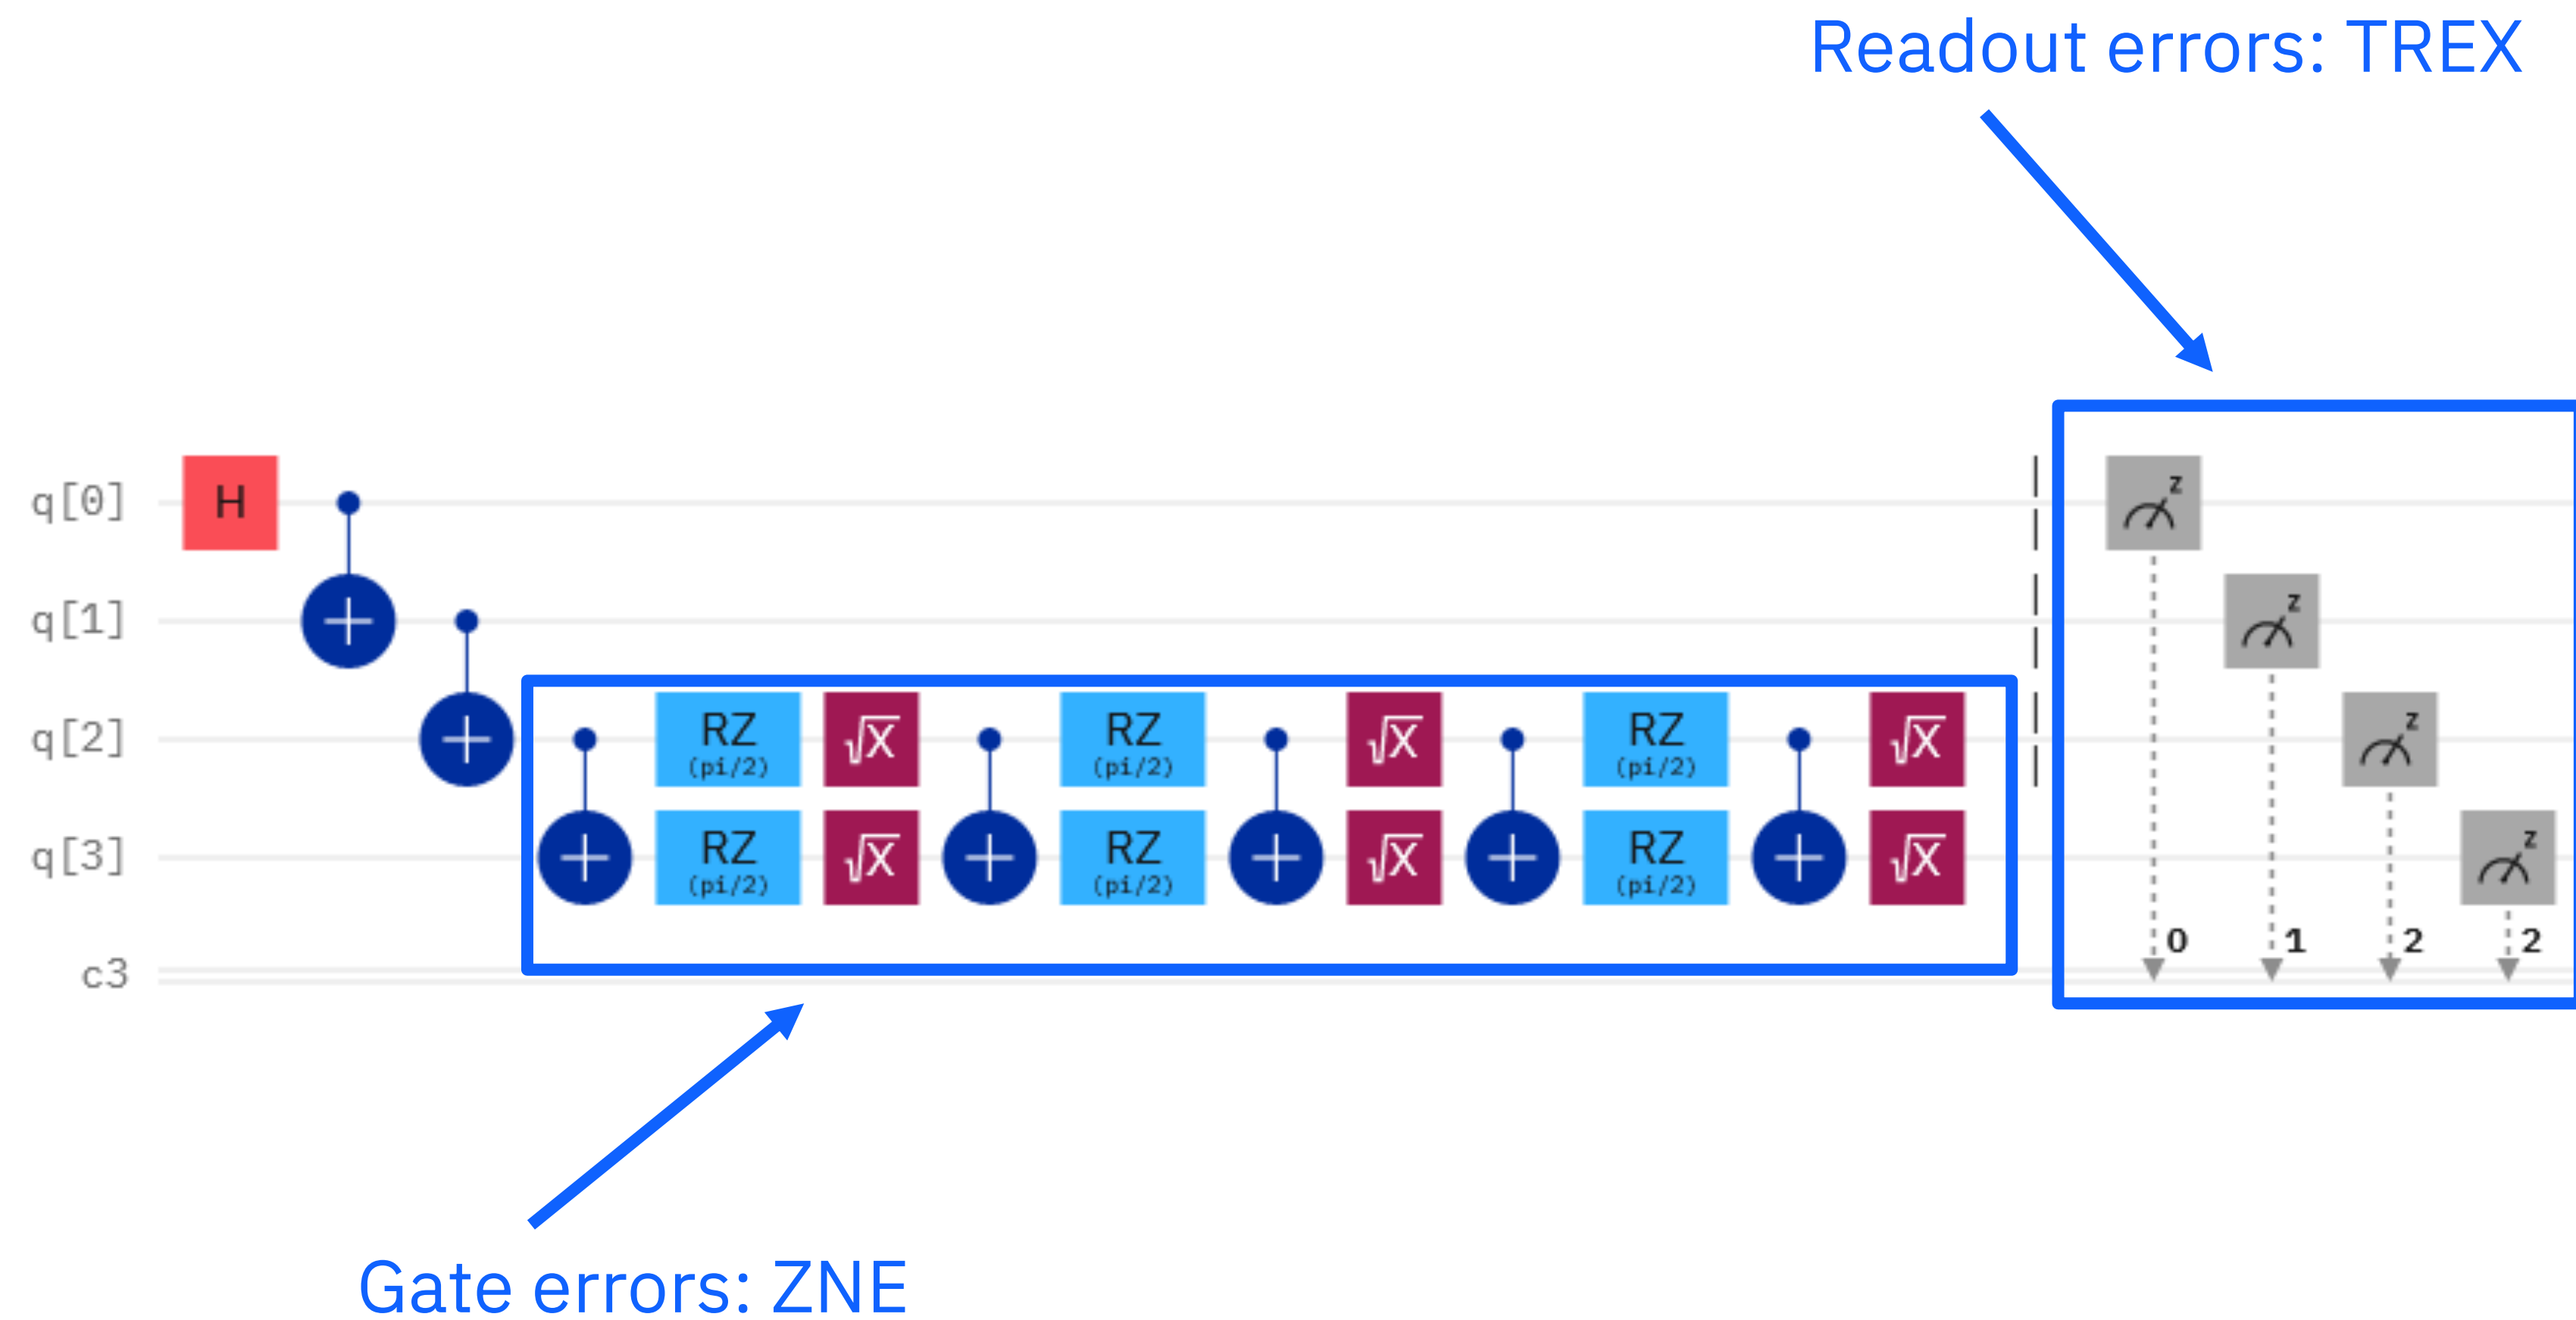 Readout errors: TREX
q[0] H z
q[1] z
q[2] RZ (pi/2) √X RZ (pi/2) √X RZ (pi/2) √X z
q[3] RZ (pi/2) √X RZ (pi/2) √X RZ (pi/2) √X z
0 1 2 2
c3
Gate errors: ZNE